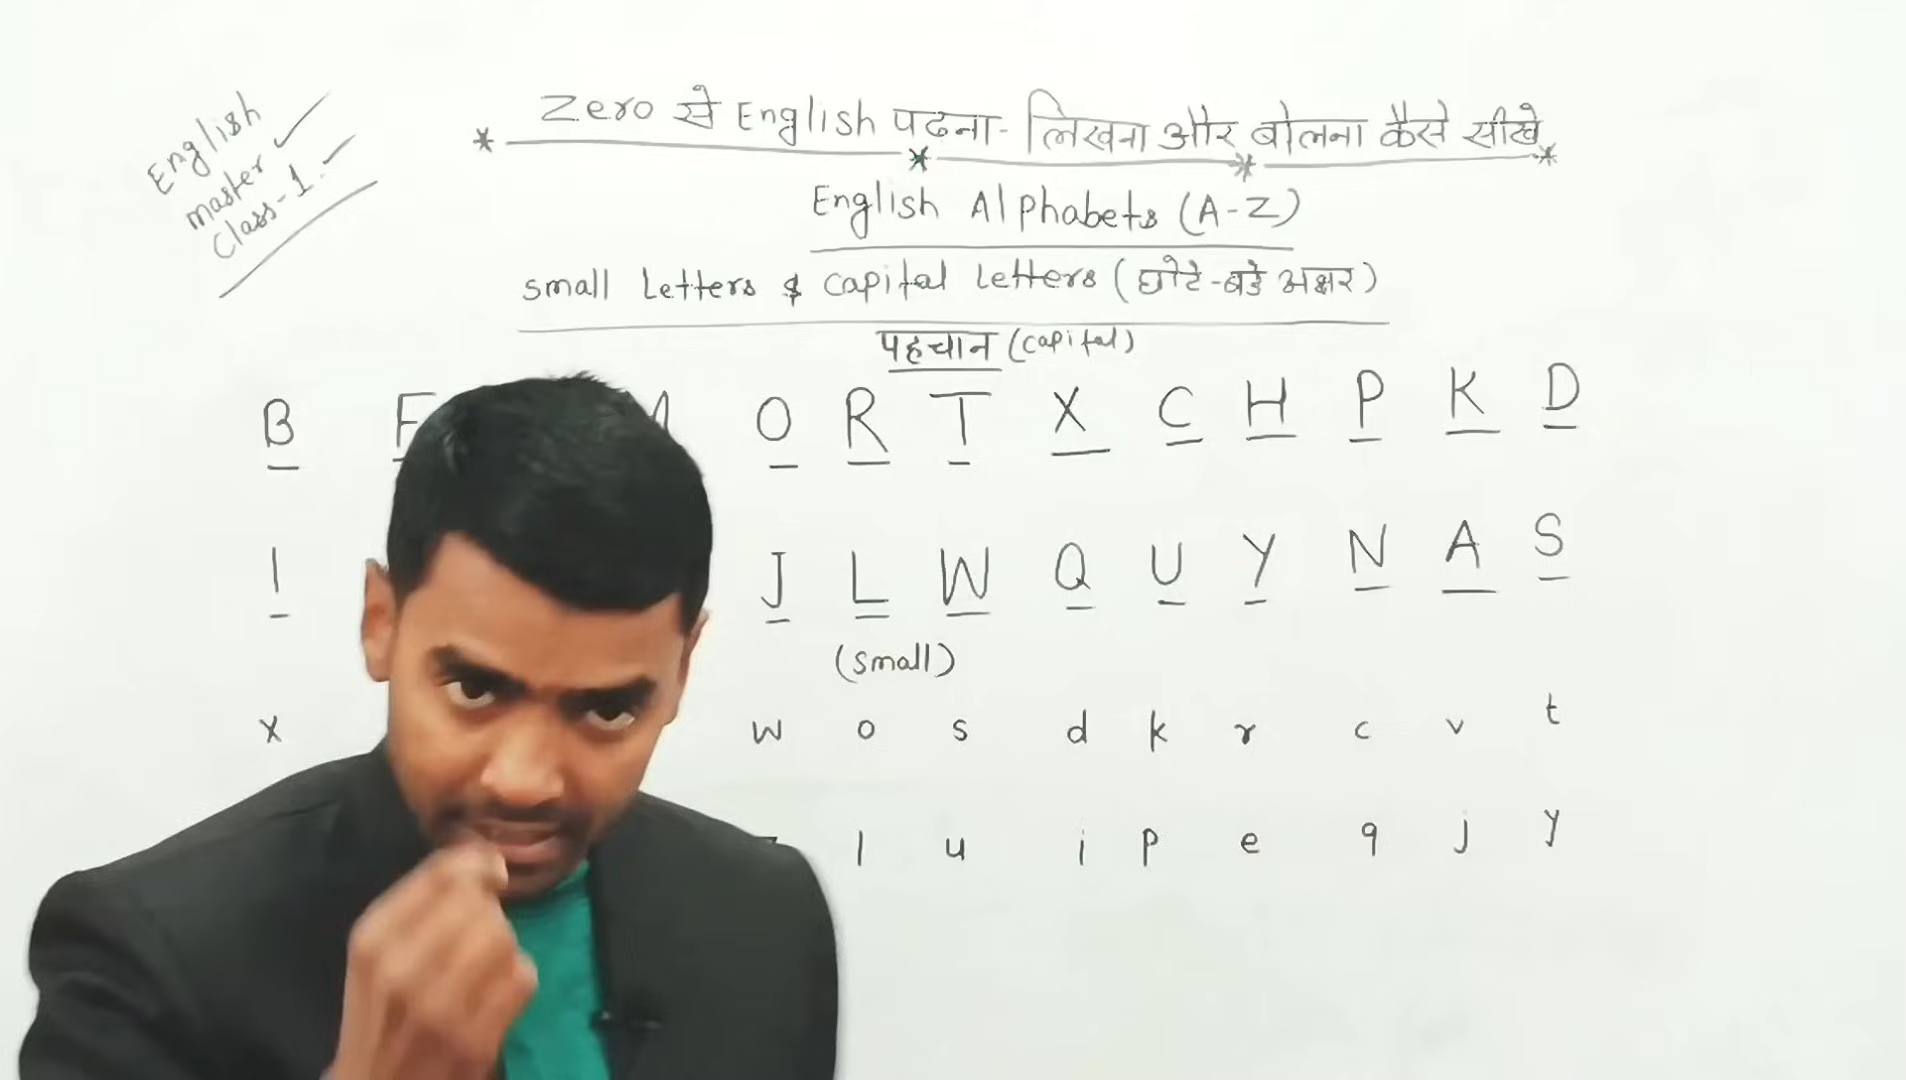 English
master
Class-1.
Zero से English पढना-लिखना और बोलना कैसे सीखे
English Alphabets (A-Z)
small Letters & Capital Letters (छोटे-बडे अक्षर)
पहचान (capital)
B F O R T X C H P K D
I J L W Q U Y N A S
(small)
x w o s d k r c v t
l u i p e q j y